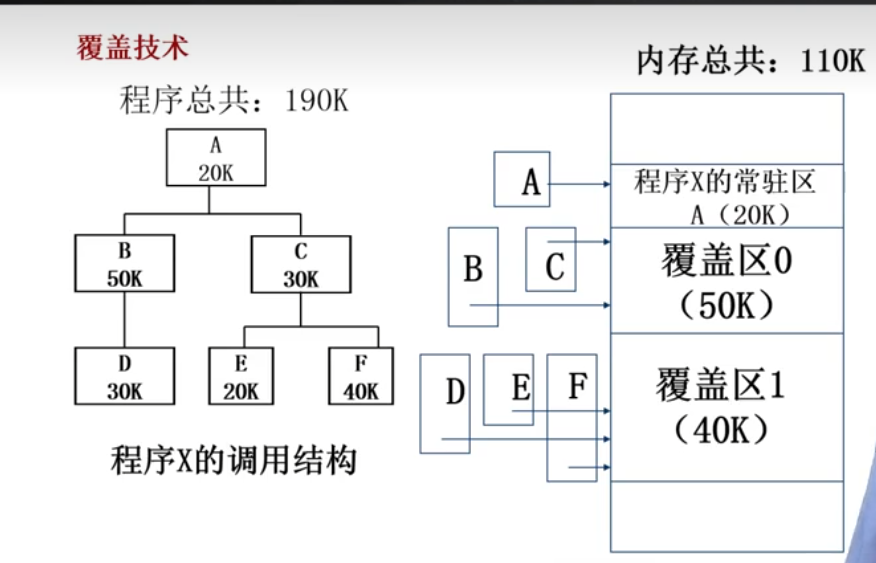 覆盖技术
程序总共：190K
A
20K
B
50K
C
30K
D
30K
E
20K
F
40K
程序X的调用结构
内存总共：110K
A
程序X的常驻区
A（20K）
B
C
覆盖区0
（50K）
D
E
F
覆盖区1
（40K）